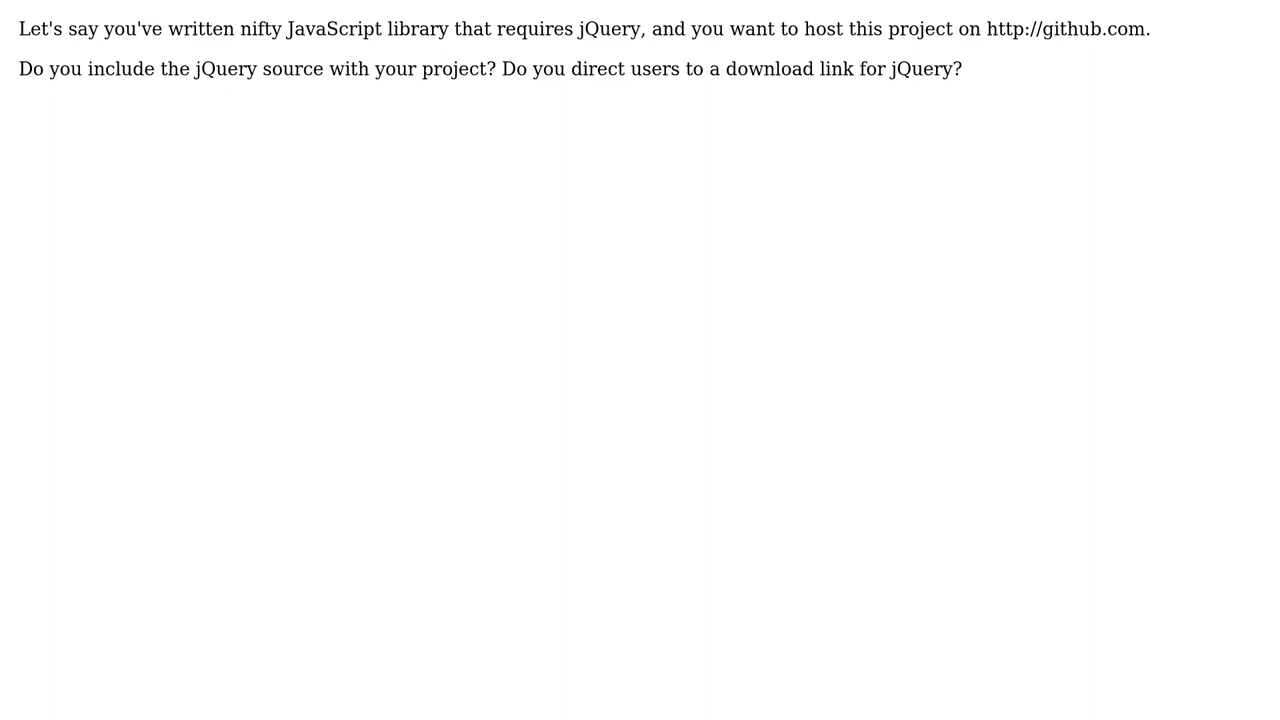 Let's say you've written nifty JavaScript library that requires jQuery, and you want to host this project on http://github.com.
Do you include the jQuery source with your project? Do you direct users to a download link for jQuery?